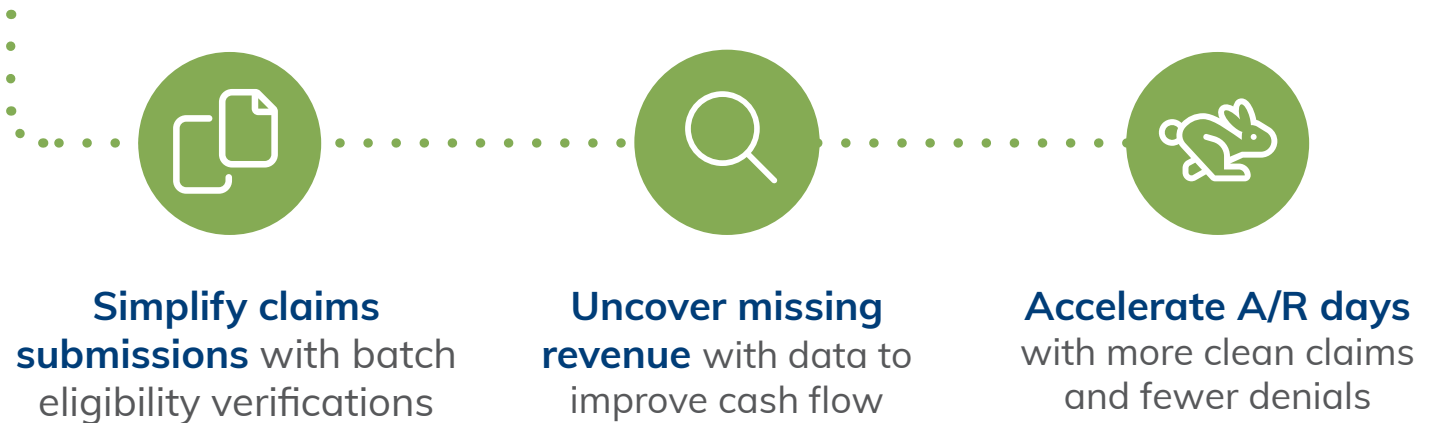 Simplify claims
submissions with batch
eligibility verifications
Uncover missing
revenue with data to
improve cash flow
Accelerate A/R days
with more clean claims
and fewer denials